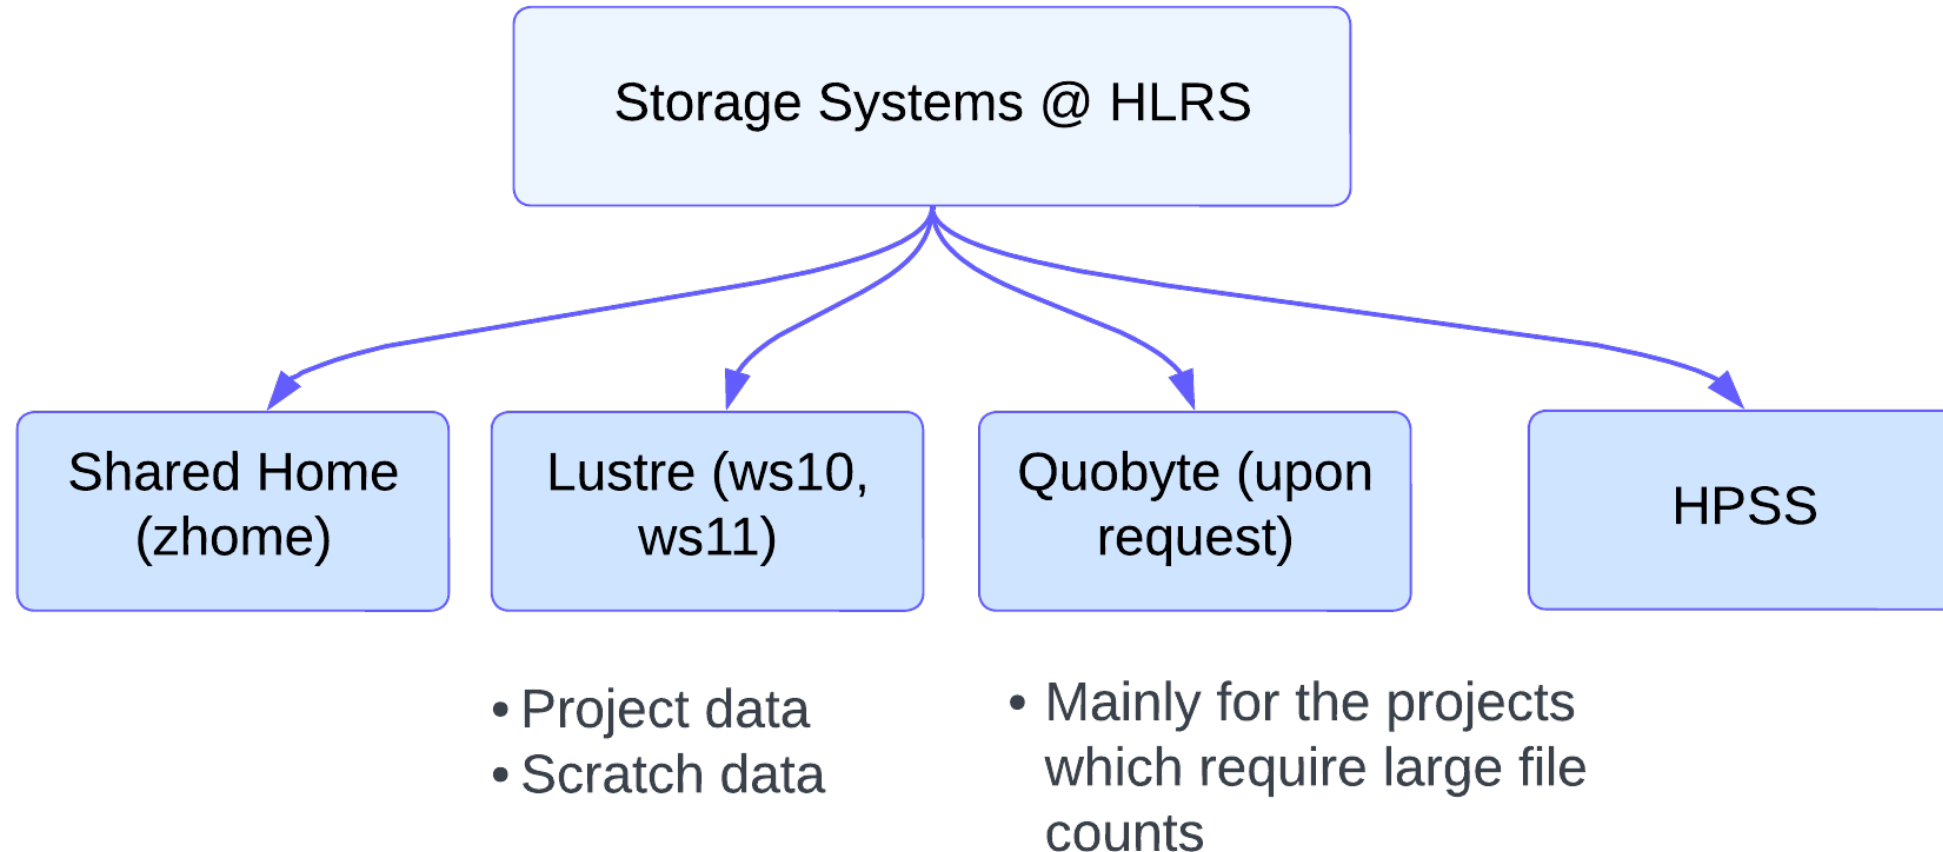 Storage Systems @ HLRS
Shared Home
(zhome)
Lustre (ws10,
ws11)
Quobyte (upon
request)
HPSS
• Project data
• Scratch data
• Mainly for the projects
which require large file
counts